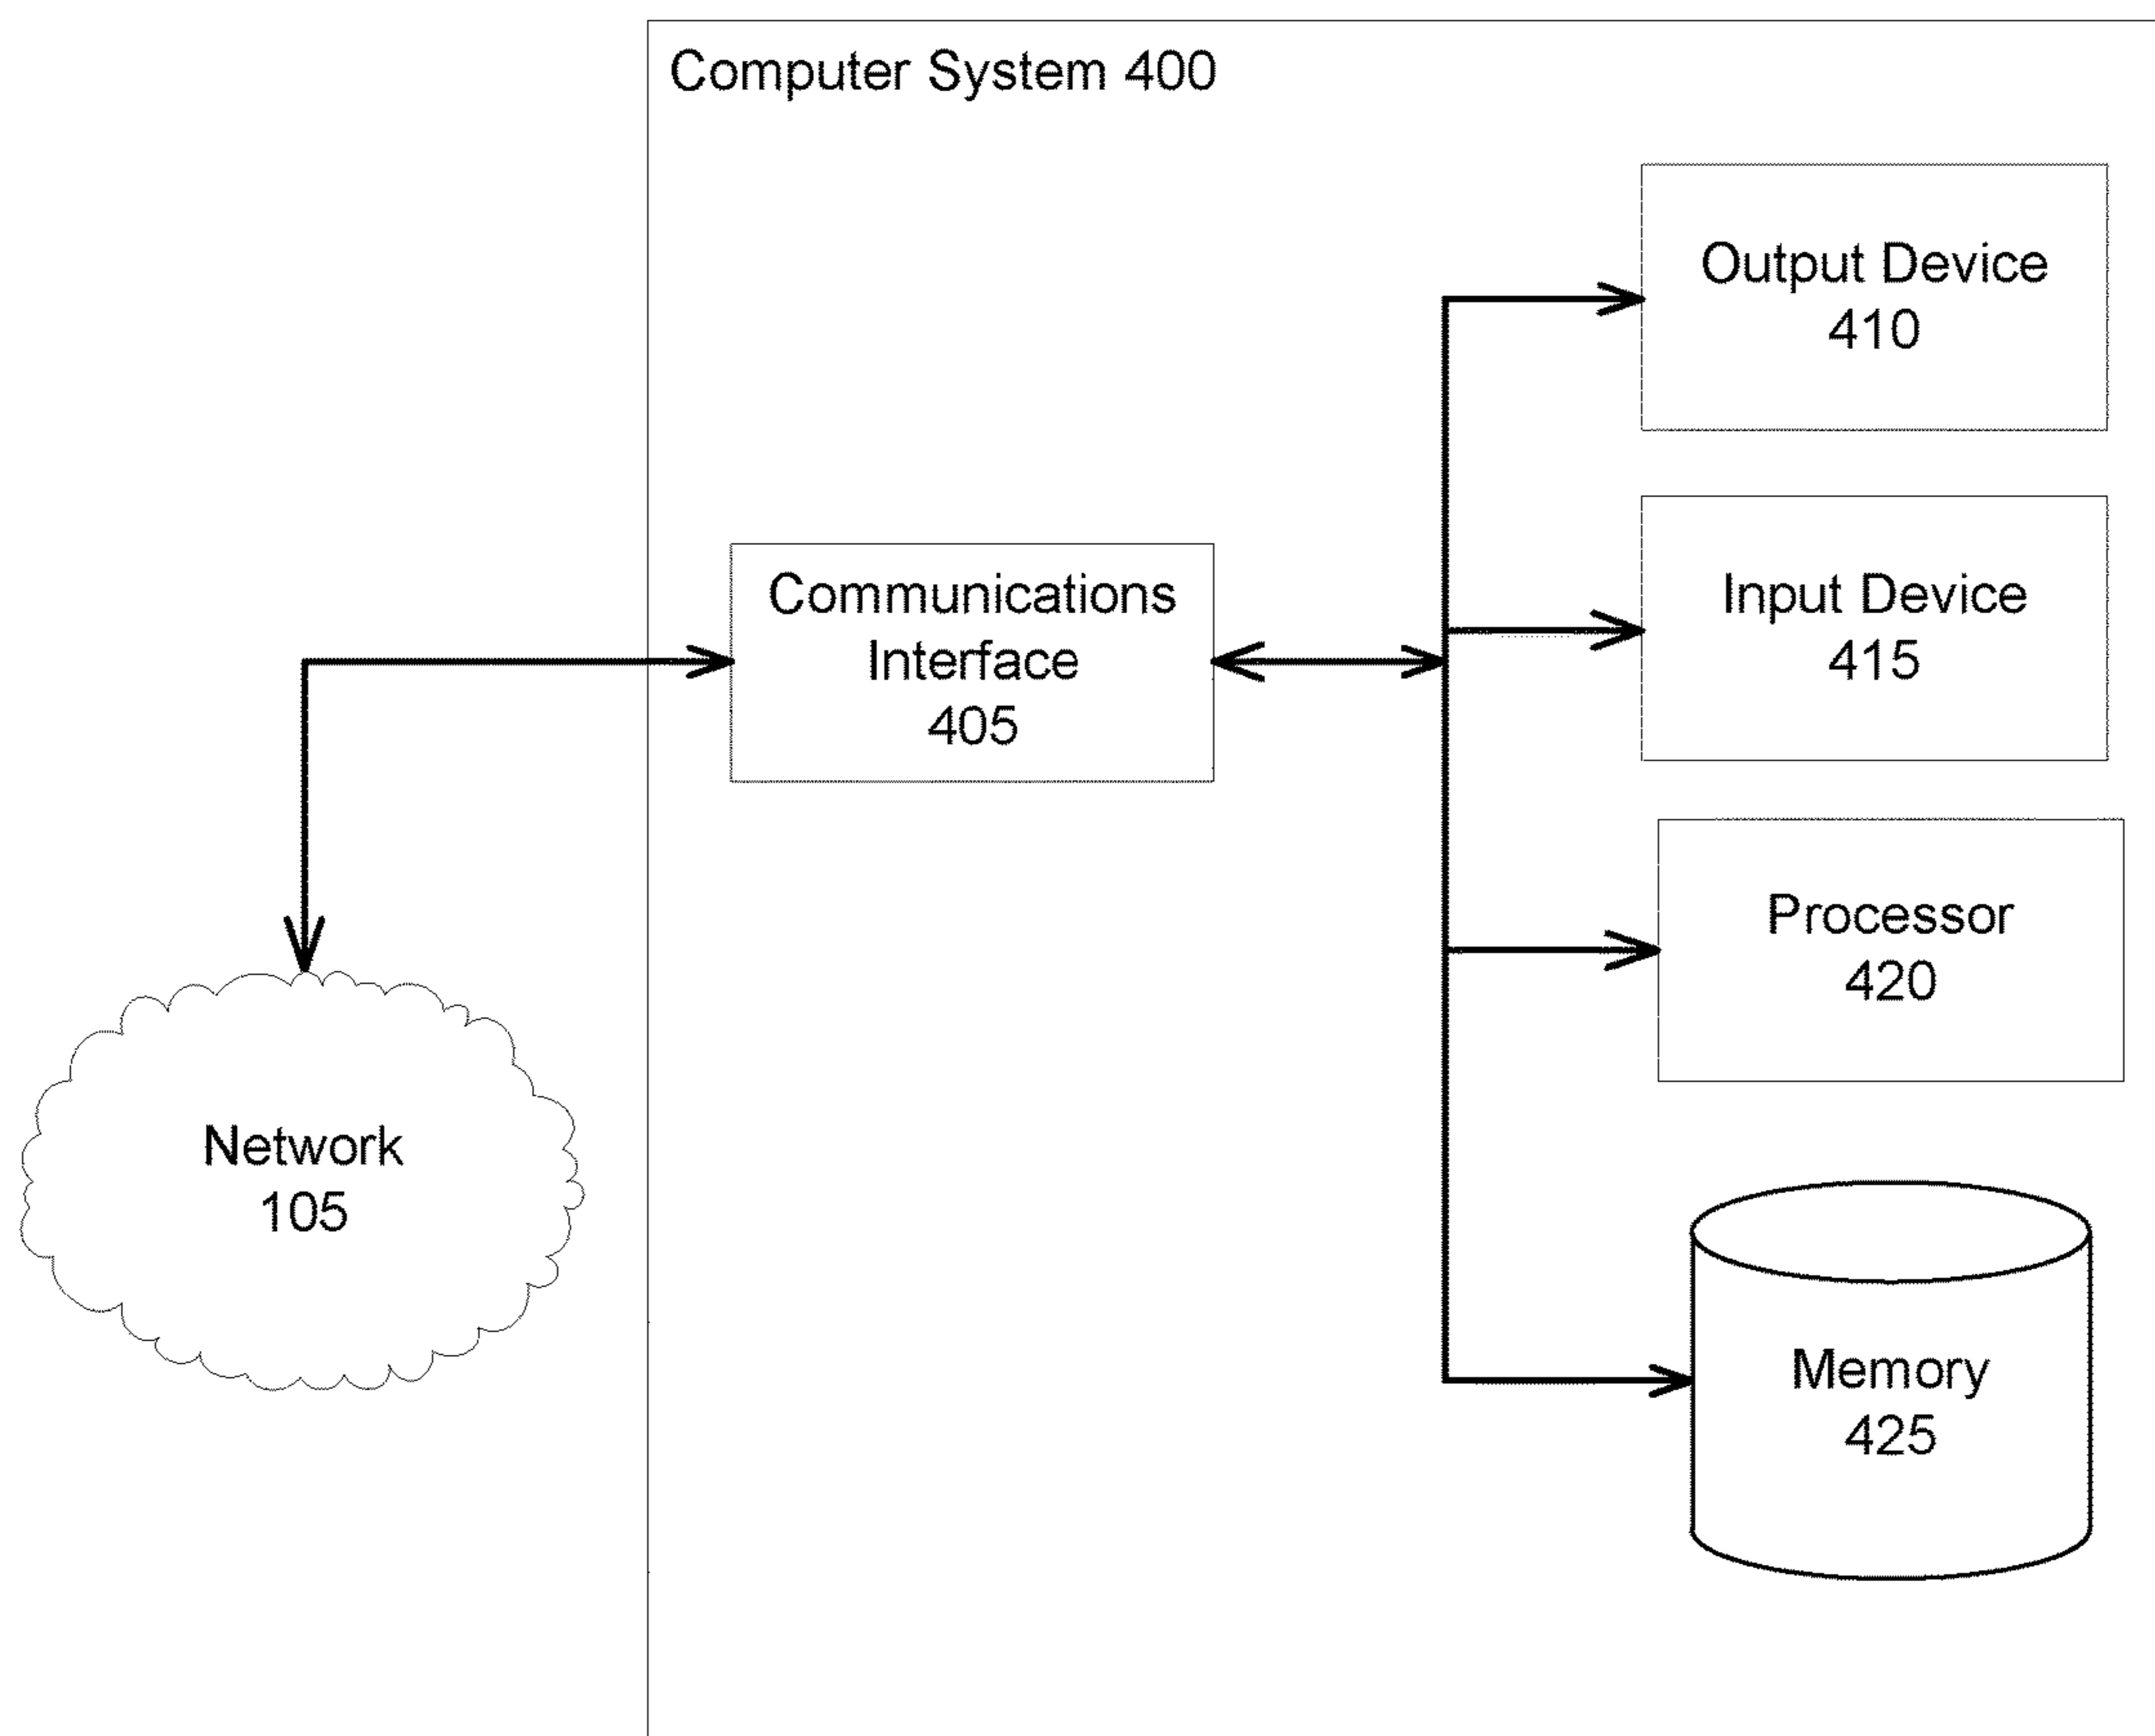 Computer System 400
Output Device
410
Communications
Interface
405
Input Device
415
Processor
420
Network
105
Memory
425